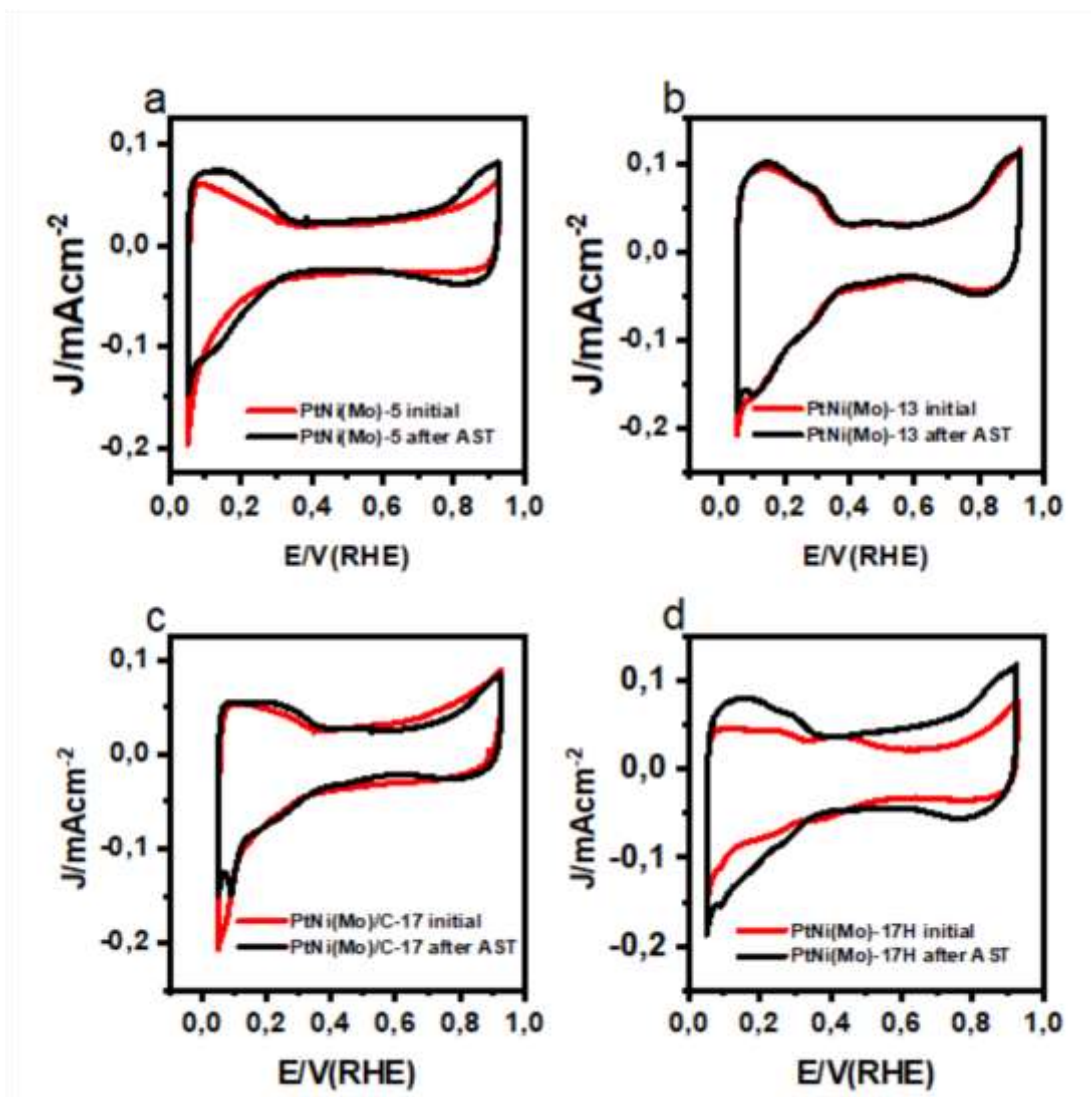 a
0,1
0,0
-0,1
-0,2
J/mAcm-2
PtNi(Mo)-5 initial
PtNi(Mo)-5 after AST
0,0 0,2 0,4 0,6 0,8 1,0
E/V(RHE)
b
0,1
0,0
-0,1
-0,2
J/mAcm-2
PtNi(Mo)-13 initial
PtNi(Mo)-13 after AST
0,0 0,2 0,4 0,6 0,8 1,0
E/V(RHE)
c
0,1
0,0
-0,1
-0,2
J/mAcm-2
PtNi(Mo)/C-17 initial
PtNi(Mo)/C-17 after AST
0,0 0,2 0,4 0,6 0,8 1,0
E/V(RHE)
d
0,1
0,0
-0,1
-0,2
J/mAcm-2
PtNi(Mo)-17H initial
PtNi(Mo)-17H after AST
0,0 0,2 0,4 0,6 0,8 1,0
E/V(RHE)